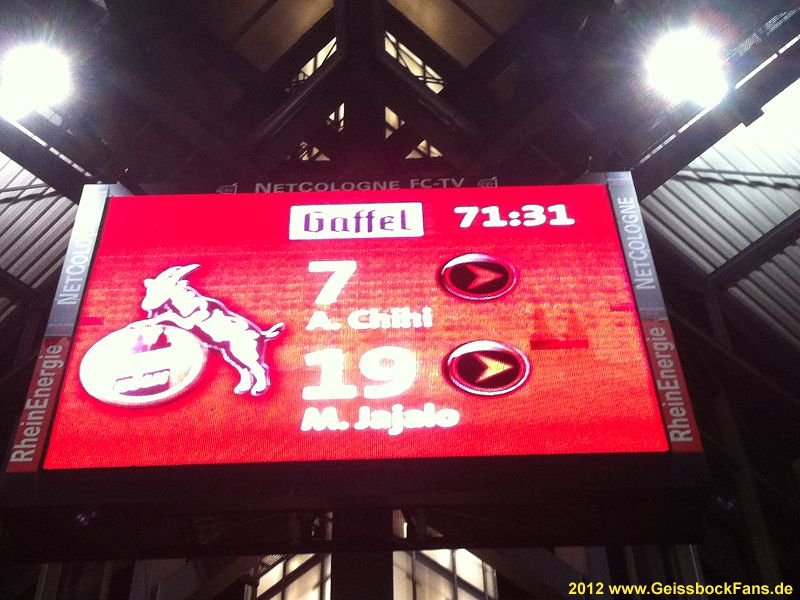 NETCOLOGNE FC-TV
Gaffel 71:31
7
A. Chihi
19
M. Jajalo
NETCOLOGNE
RheinEnergie
NETCOLOGNE
RheinEnergie
2012 www.GeissbockFans.de